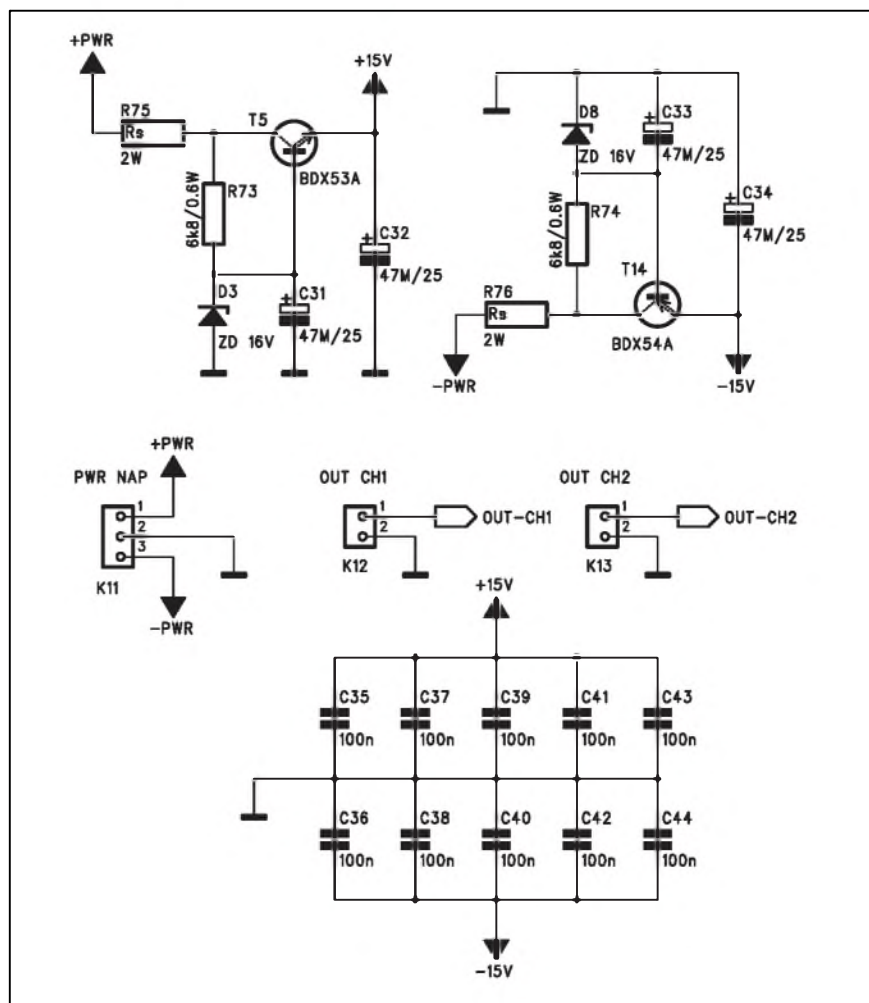 +PWR
R75
Rs
2W
T5
+15V
BDX53A
R73
6k8/0.6W
D3
ZD 16V
C31
47M/25
C32
47M/25
D8
ZD 16V
C33
47M/25
R74
6k8/0.6W
C34
47M/25
T14
R76
Rs
2W
BDX54A
-PWR
-15V
+PWR
PWR NAP
1
2
3
K11
-PWR
OUT CH1
1
2
OUT-CH1
K12
OUT CH2
1
2
OUT-CH2
K13
+15V
C35
100n
C37
100n
C39
100n
C41
100n
C43
100n
C36
100n
C38
100n
C40
100n
C42
100n
C44
100n
-15V